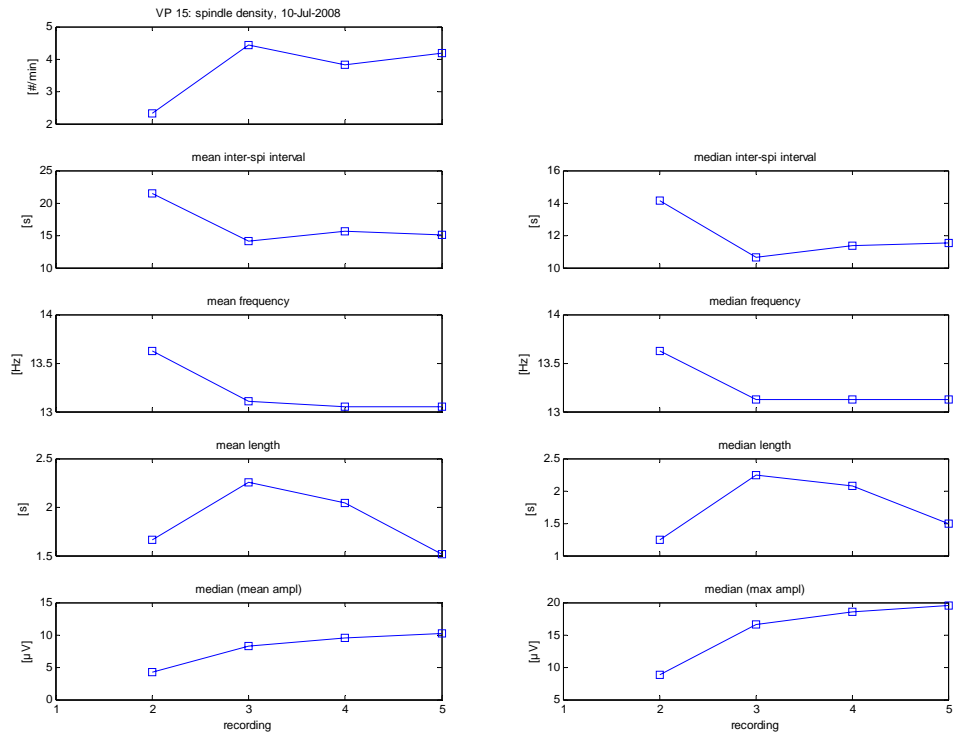 VP 15: spindle density, 10-Jul-2008
5
4
3
2
[#/min]
mean inter-spi interval
25
20
15
10
[s]
median inter-spi interval
16
14
12
10
[s]
mean frequency
14
13.5
13
[Hz]
median frequency
14
13.5
13
[Hz]
mean length
2.5
2
1.5
[s]
median length
2.5
2
1.5
1
[s]
median (mean ampl)
15
10
5
0
[µV]
1 2 3 4 5
recording
median (max ampl)
20
15
10
5
[µV]
1 2 3 4 5
recording